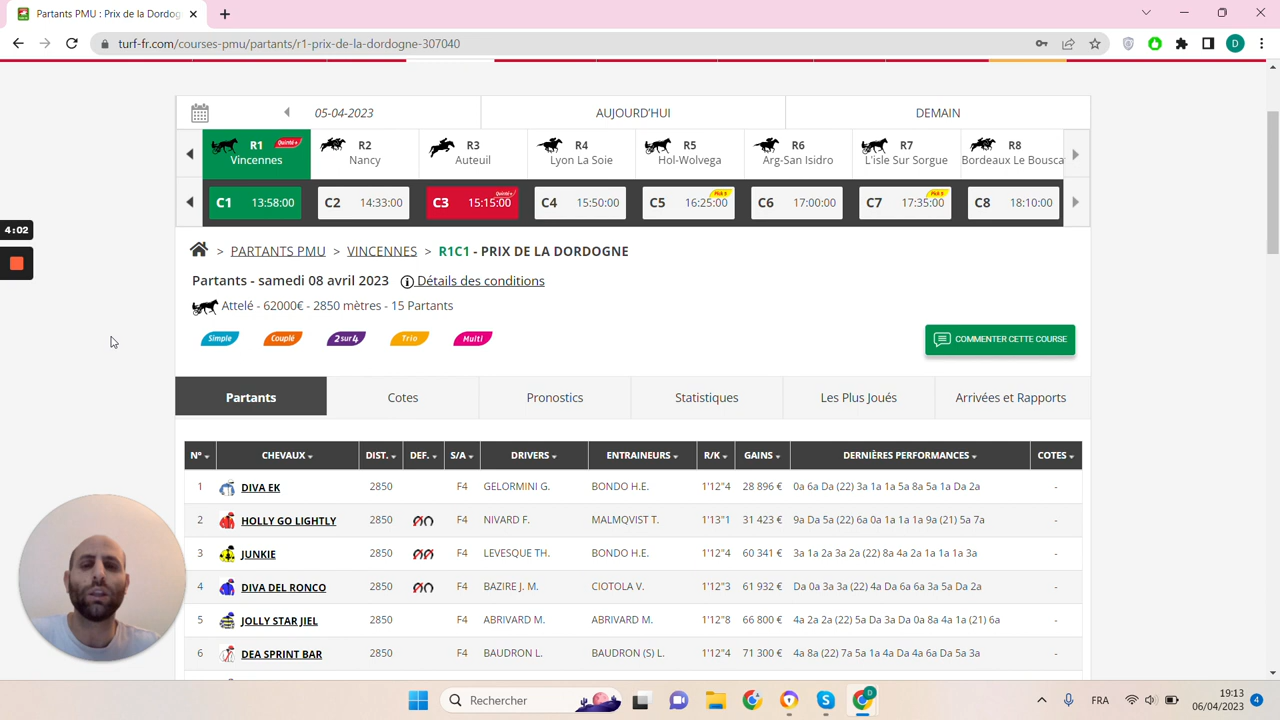 Partants PMU : Prix de la Dordog
turf-fr.com/courses-pmu/partants/r1-prix-de-la-dordogne-307040
D
05-04-2023 AUJOURD'HUI DEMAIN
R1 Quinté+ R2 R3 R4 R5 R6 R7 R8
Vincennes Nancy Auteuil Lyon La Soie Hol-Wolvega Arg-San Isidro L'isle Sur Sorgue Bordeaux Le Bousca
C1 13:58:00 C2 14:33:00 C3 15:15:00 Quinté+ C4 15:50:00 C5 16:25:00 Pick 5 C6 17:00:00 C7 17:35:00 Pick 5 C8 18:10:00
4:02
> PARTANTS PMU > VINCENNES > R1C1 - PRIX DE LA DORDOGNE
Partants - samedi 08 avril 2023 Détails des conditions
Attelé - 62000€ - 2850 mètres - 15 Partants
Simple Couplé 2sur4 Trio Multi
COMMENTER CETTE COURSE
Partants Cotes Pronostics Statistiques Les Plus Joués Arrivées et Rapports
N° CHEVAUX DIST. DEF. S/A DRIVERS ENTRAINEURS R/K GAINS DERNIÈRES PERFORMANCES COTES
1 DIVA EK 2850 F4 GELORMINI G. BONDO H.E. 1'12"4 28 896 € 0a 6a Da (22) 3a 1a 1a 5a 8a 5a 1a Da 2a -
2 HOLLY GO LIGHTLY 2850 F4 NIVARD F. MALMQVIST T. 1'13"1 31 423 € 9a Da 5a (22) 6a 0a 1a 1a 1a 9a (21) 5a 7a -
3 JUNKIE 2850 F4 LEVESQUE TH. BONDO H.E. 1'12"4 60 341 € 3a 1a 2a 3a 2a (22) 8a 4a 2a 1a 1a 1a 3a -
4 DIVA DEL RONCO 2850 F4 BAZIRE J. M. CIOTOLA V. 1'12"3 61 932 € Da 0a 3a 3a (22) 4a Da 6a 6a 3a 5a Da 2a -
5 JOLLY STAR JIEL 2850 F4 ABRIVARD M. ABRIVARD M. 1'12"8 66 800 € 4a 2a 2a (22) 5a Da 3a Da 0a 8a 4a 1a (21) 6a -
6 DEA SPRINT BAR 2850 F4 BAUDRON L. BAUDRON (S) L. 1'12"4 71 300 € 4a 8a (22) 7a 5a 1a 4a Da 4a 6a Da 5a 3a -
Rechercher
D
FRA
19:13
06/04/2023
4